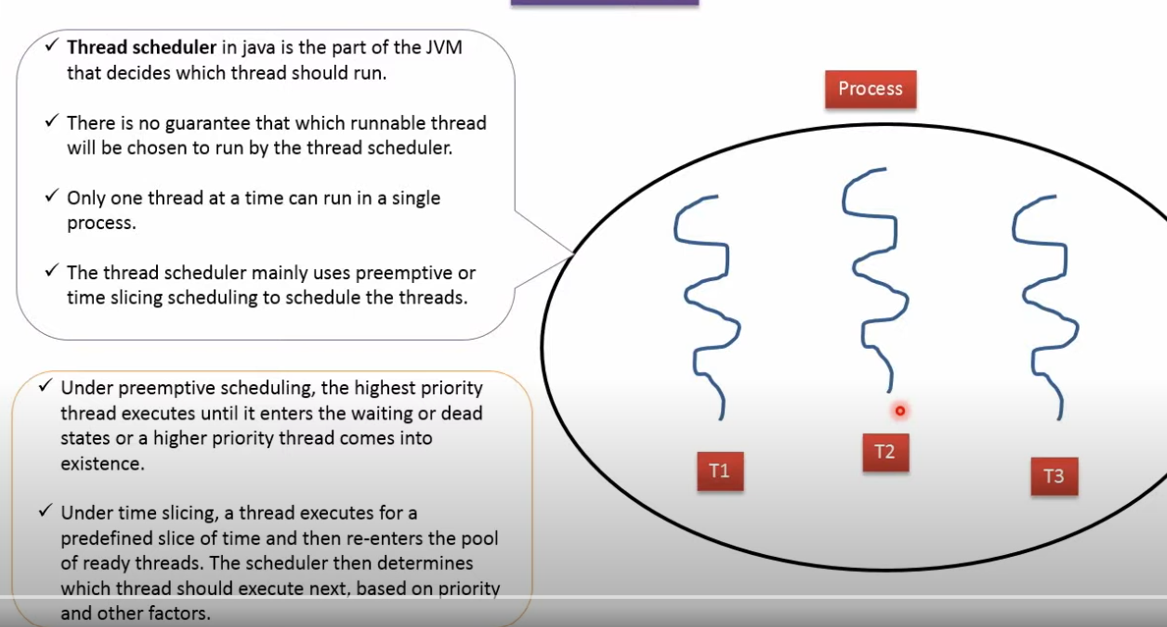 ✓ Thread scheduler in java is the part of the JVM
that decides which thread should run.
✓ There is no guarantee that which runnable thread
will be chosen to run by the thread scheduler.
✓ Only one thread at a time can run in a single
process.
✓ The thread scheduler mainly uses preemptive or
time slicing scheduling to schedule the threads.
✓ Under preemptive scheduling, the highest priority
thread executes until it enters the waiting or dead
states or a higher priority thread comes into
existence.
✓ Under time slicing, a thread executes for a
predefined slice of time and then re-enters the pool
of ready threads. The scheduler then determines
which thread should execute next, based on priority
and other factors.
Process
T1
T2
T3